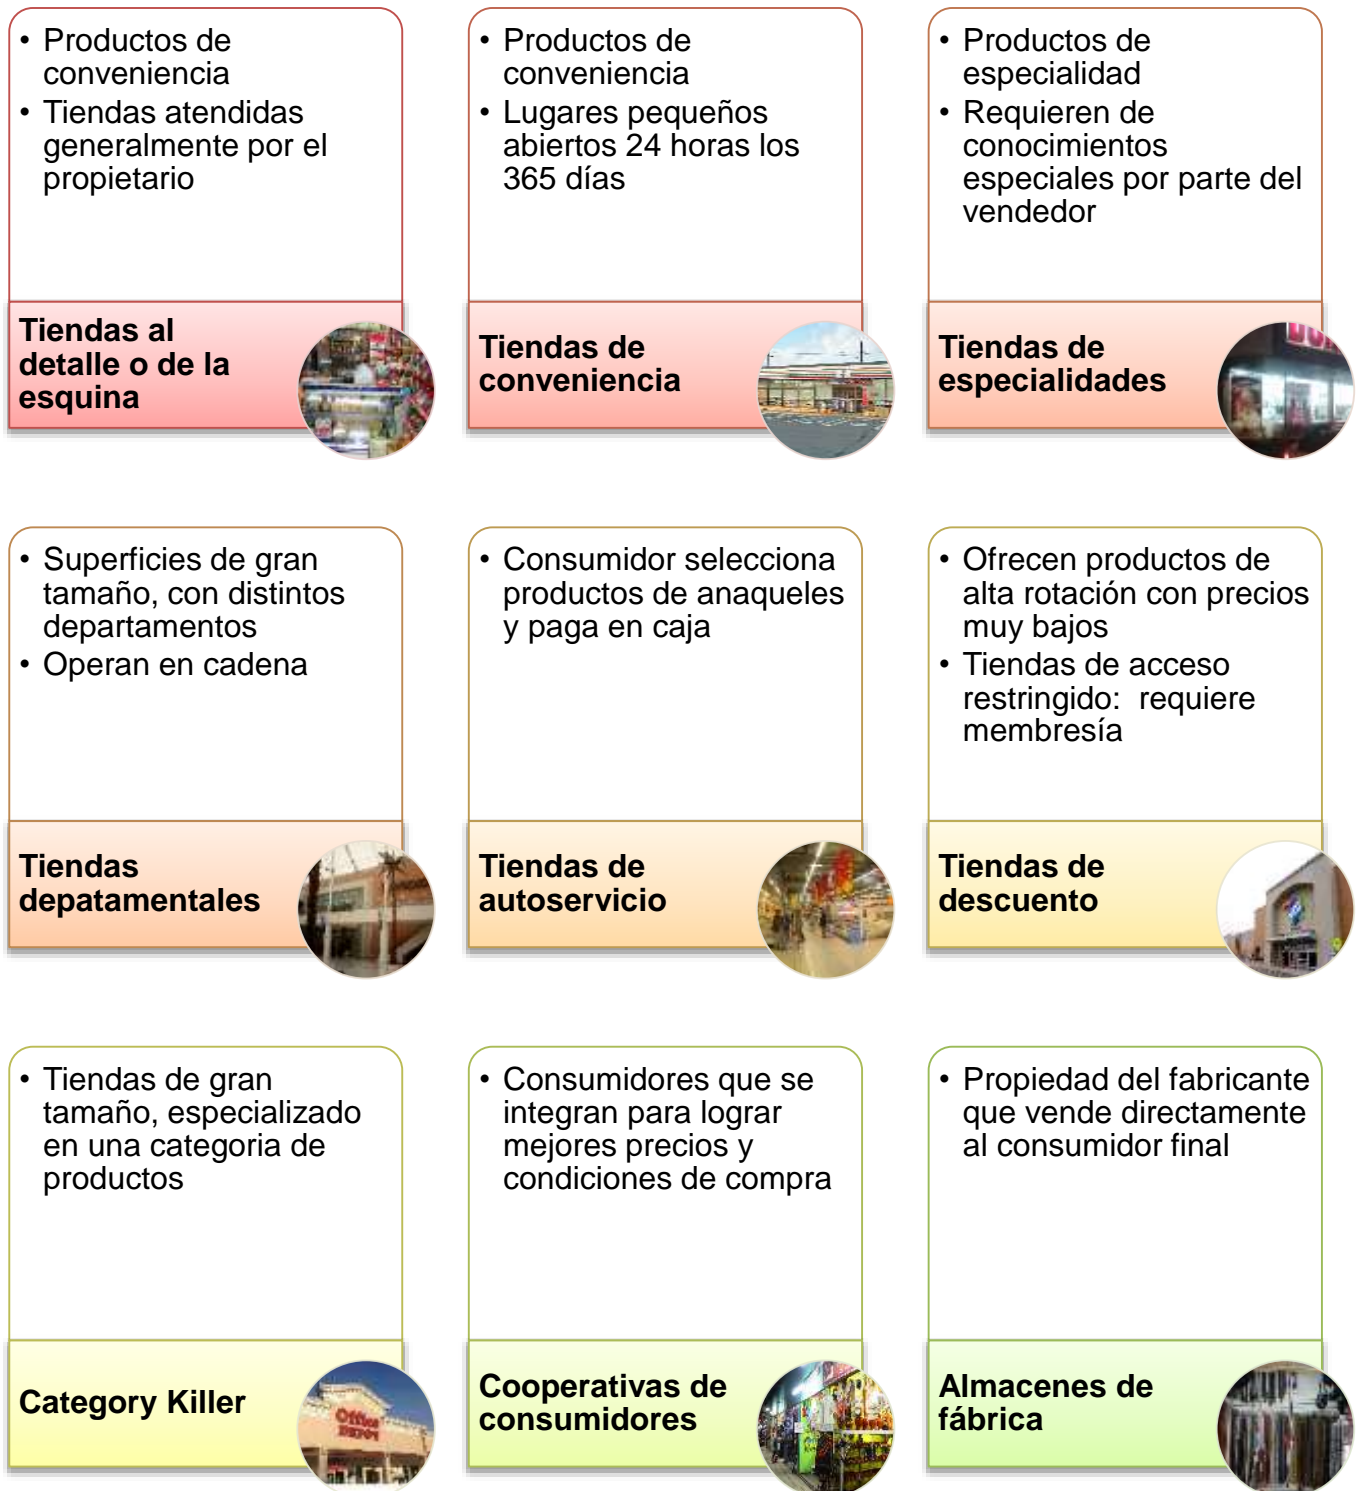 • Productos de
conveniencia
• Tiendas atendidas
generalmente por el
propietario
Tiendas al
detalle o de la
esquina
• Productos de
conveniencia
• Lugares pequeños
abiertos 24 horas los
365 días
Tiendas de
conveniencia
• Productos de
especialidad
• Requieren de
conocimientos
especiales por parte del
vendedor
Tiendas de
especialidades
• Superficies de gran
tamaño, con distintos
departamentos
• Operan en cadena
Tiendas
depatamentales
• Consumidor selecciona
productos de anaqueles
y paga en caja
Tiendas de
autoservicio
• Ofrecen productos de
alta rotación con precios
muy bajos
• Tiendas de acceso
restringido:  requiere
membresía
Tiendas de
descuento
• Tiendas de gran
tamaño, especializado
en una categoria de
productos
Category Killer
Office
DEPOT
• Consumidores que se
integran para lograr
mejores precios y
condiciones de compra
Cooperativas de
consumidores
• Propiedad del fabricante
que vende directamente
al consumidor final
Almacenes de
fábrica